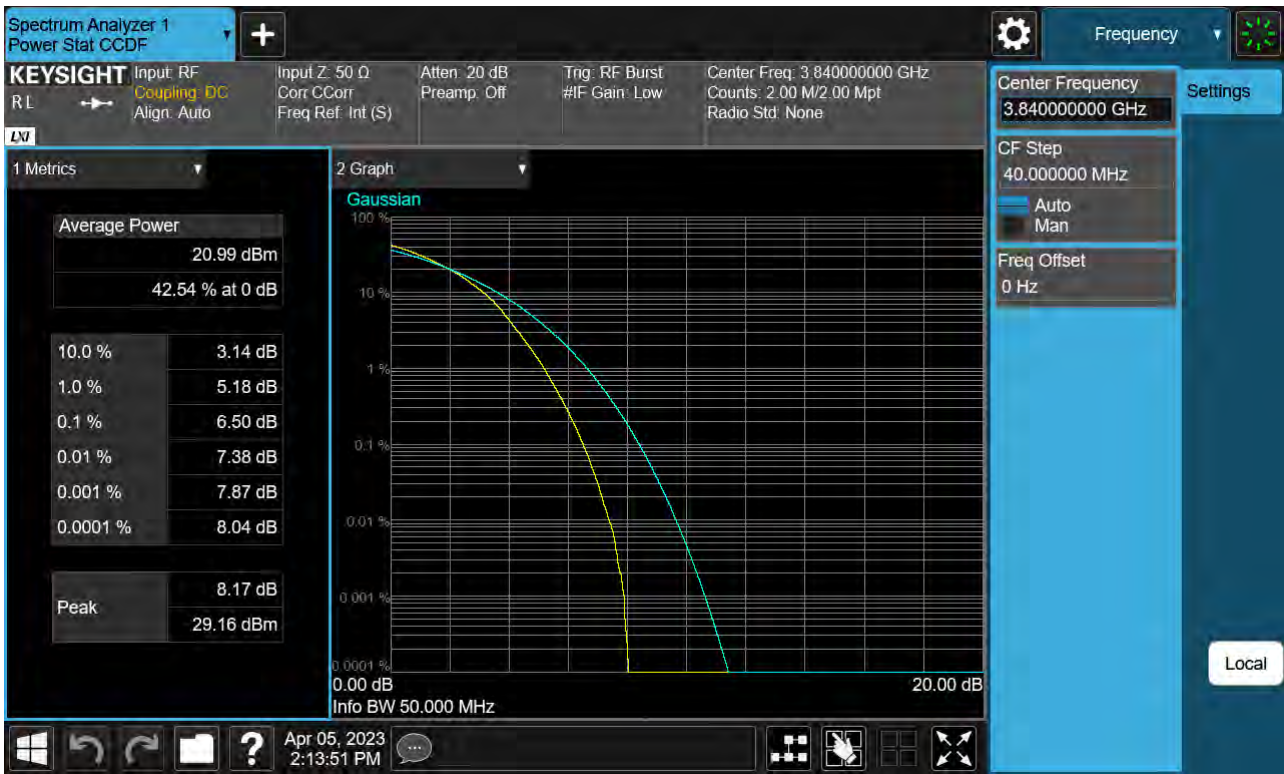 Spectrum Analyzer 1
Power Stat CCDF
+
Frequency
KEYSIGHT
RL
LXI
Input: RF
Coupling: DC
Align: Auto
Input Z: 50 Ω
Corr CCorr
Freq Ref: Int (S)
Atten: 20 dB
Preamp: Off
Trig: RF Burst
#IF Gain: Low
Center Freq: 3.840000000 GHz
Counts: 2.00 M/2.00 Mpt
Radio Std: None
1 Metrics
Average Power
20.99 dBm
42.54 % at 0 dB
10.0 % 3.14 dB
1.0 % 5.18 dB
0.1 % 6.50 dB
0.01 % 7.38 dB
0.001 % 7.87 dB
0.0001 % 8.04 dB
Peak
8.17 dB
29.16 dBm
2 Graph
Gaussian
100 %
10 %
1 %
0.1 %
0.01 %
0.001 %
0.0001 %
0.00 dB 20.00 dB
Info BW 50.000 MHz
Center Frequency
3.840000000 GHz
CF Step
40.000000 MHz
Auto
Man
Freq Offset
0 Hz
Settings
Local
?
Apr 05, 2023
2:13:51 PM